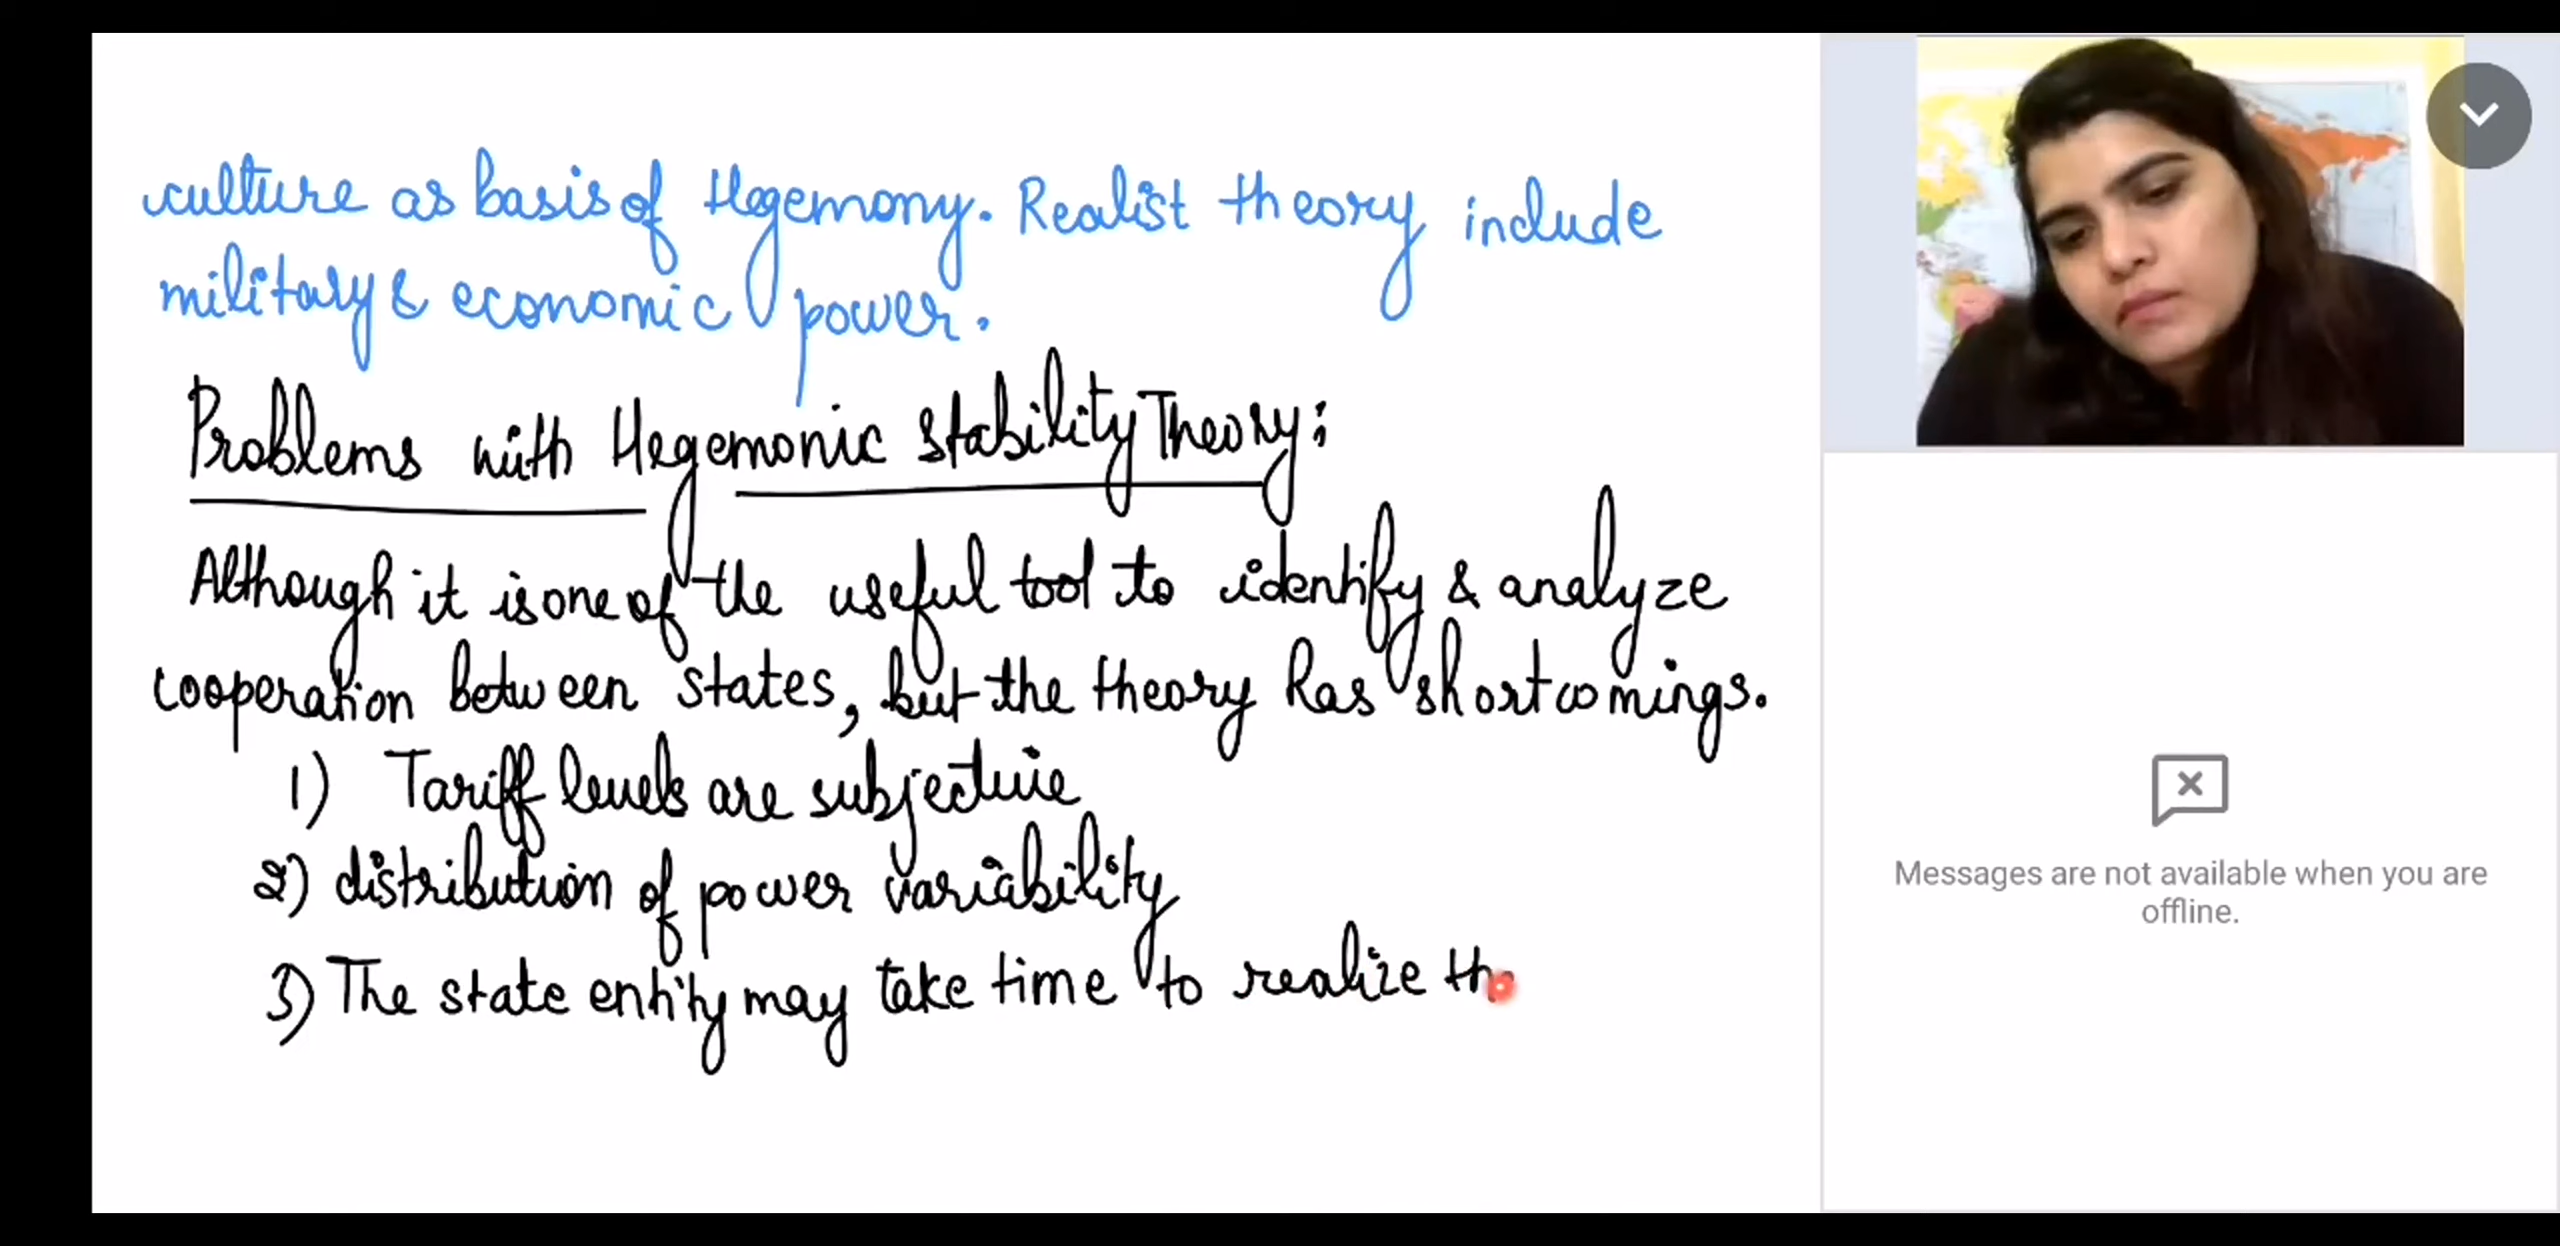 culture as basis of Hegemony. Realist theory include
military & economic power.
Problems with Hegemonic Stability Theory:
Although it is one of the useful tool to identify & analyze
cooperation between states, but the theory has shortcomings.
1) Tariff levels are subjective
2) distribution of power variability
3) The state entity may take time to realize th
Messages are not available when you are
offline.